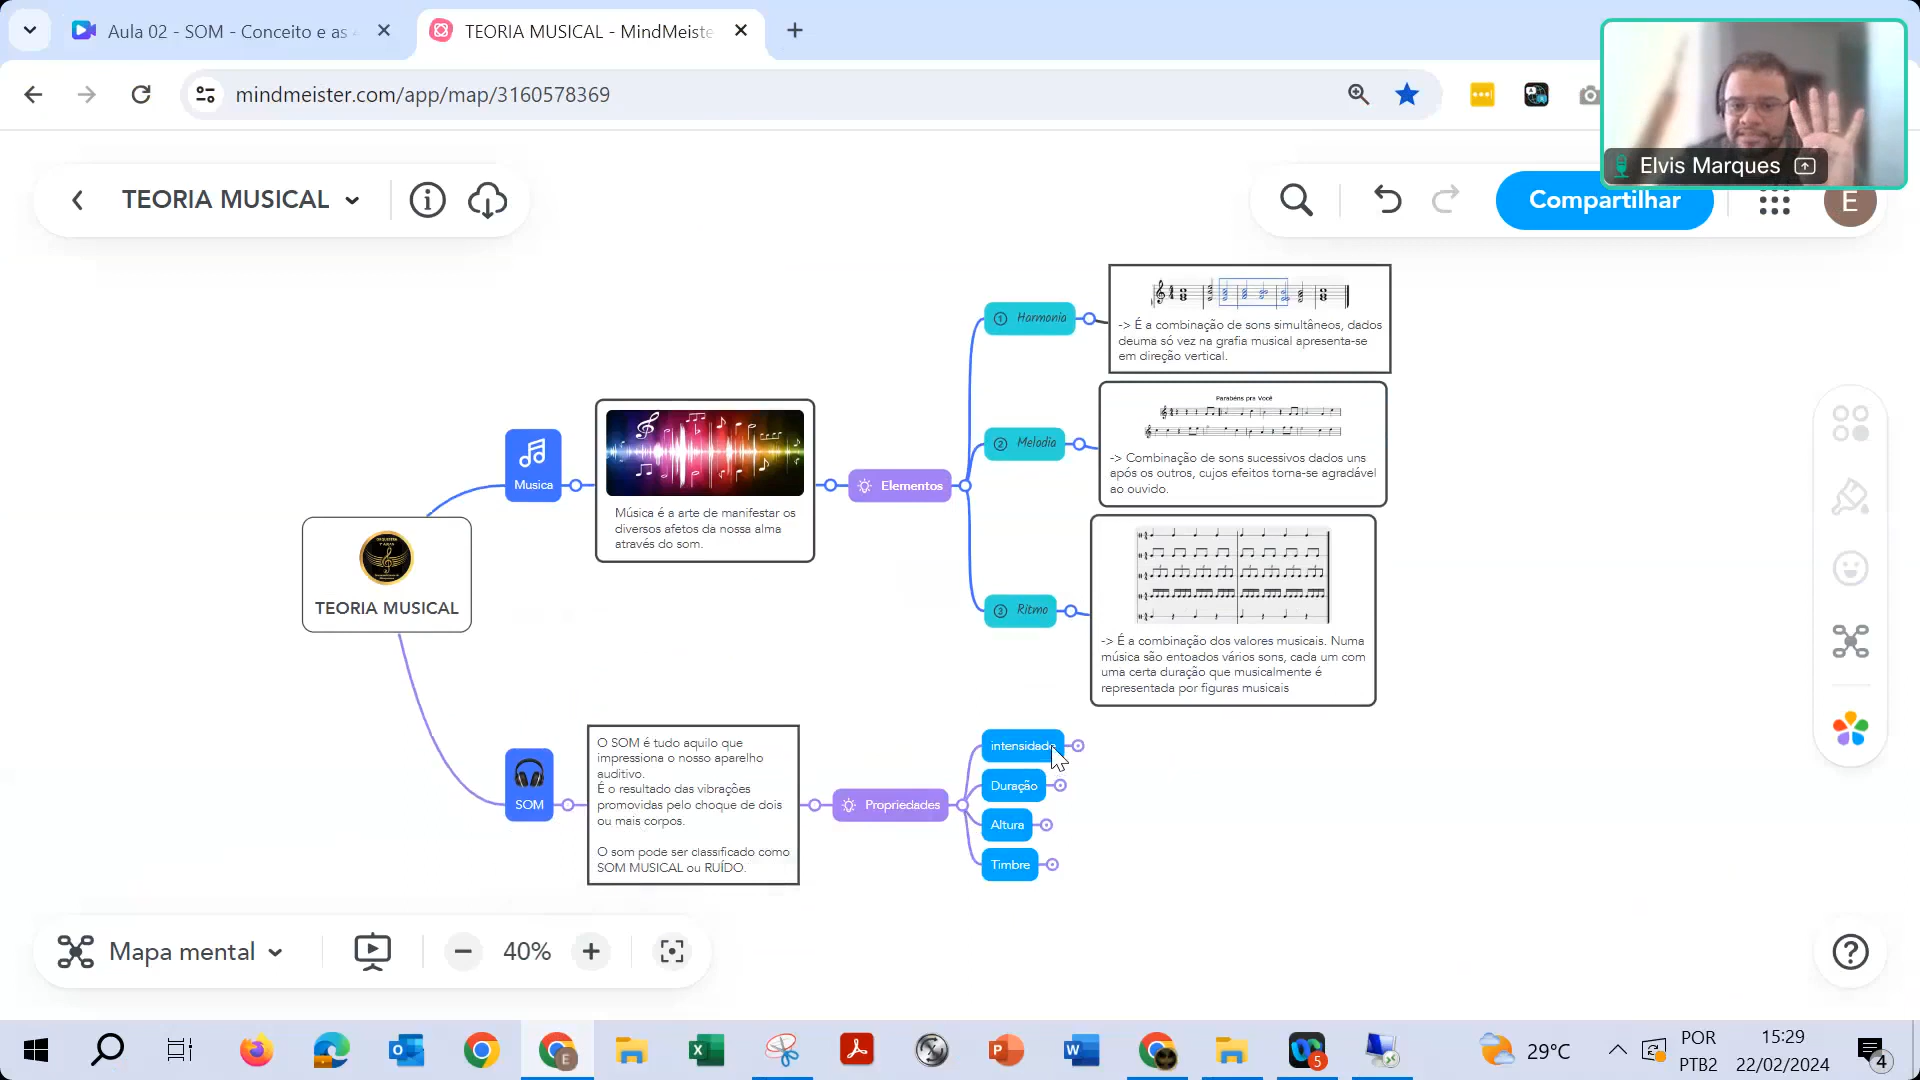 Aula 02 - SOM - Conceito e as
TEORIA MUSICAL - MindMeiste
mindmeister.com/app/map/3160578369
Elvis Marques
TEORIA MUSICAL
Compartilhar
E
① Harmonia
-> É a combinação de sons simultâneos, dados
deuma só vez na grafia musical apresenta-se
em direção vertical.
Parabéns pra Você
② Melodia
-> Combinação de sons sucessivos dados uns
após os outros, cujos efeitos torna-se agradável
ao ouvido.
Musica
Música é a arte de manifestar os
diversos afetos da nossa alma
através do som.
Elementos
TEORIA MUSICAL
③ Ritmo
-> É a combinação dos valores musicais. Numa
música são entoados vários sons, cada um com
uma certa duração que musicalmente é
representada por figuras musicais
SOM
O SOM é tudo aquilo que
impressiona o nosso aparelho
auditivo.
É o resultado das vibrações
promovidas pelo choque de dois
ou mais corpos.
O som pode ser classificado como
SOM MUSICAL ou RUÍDO.
Propriedades
intensidade
Duração
Altura
Timbre
Mapa mental
40%
29°C
POR
PTB2
15:29
22/02/2024
4
5
E